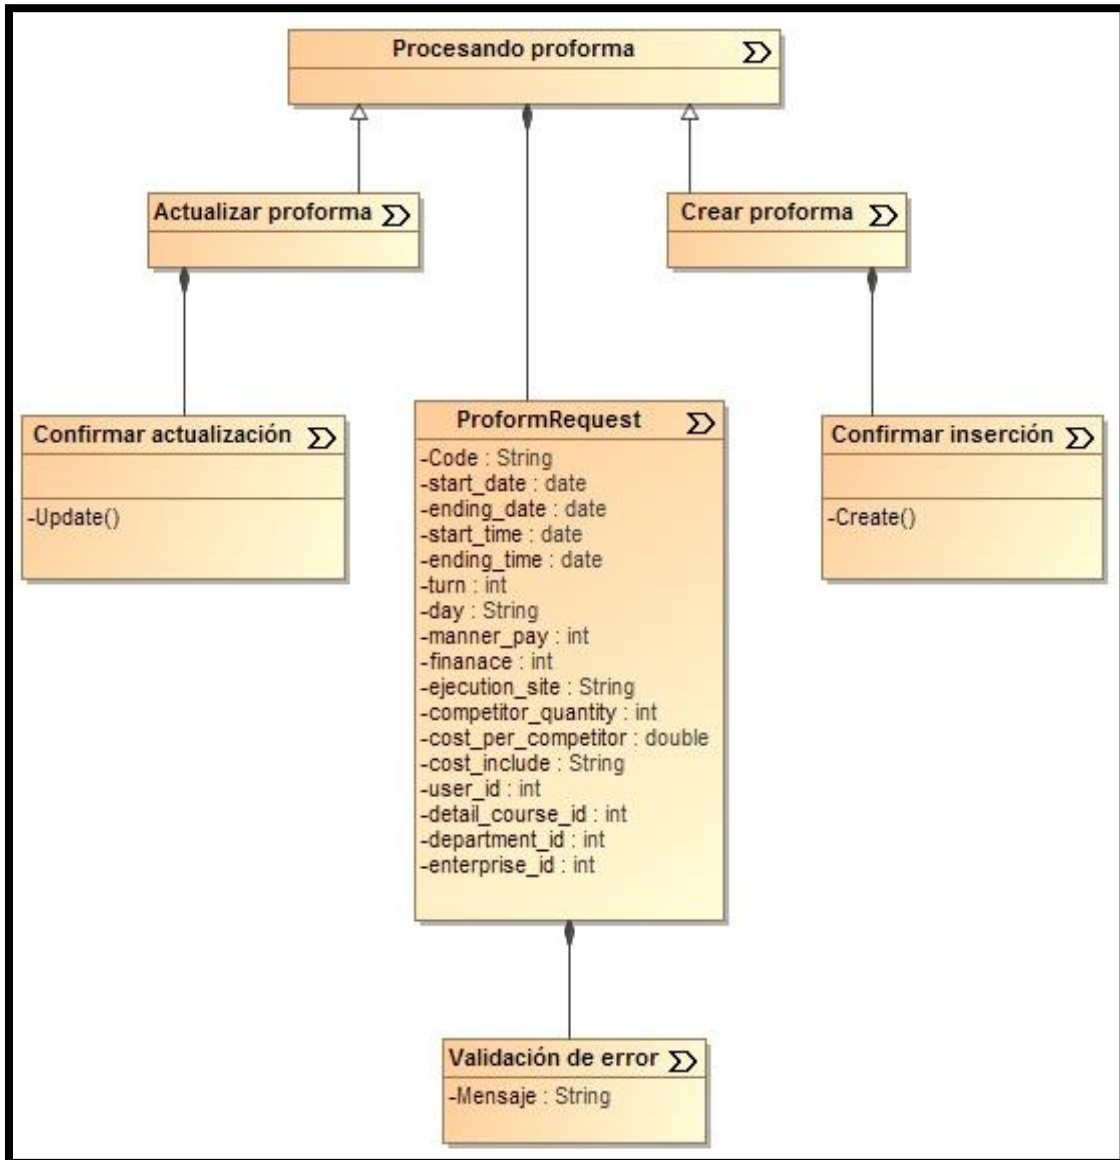 Procesando proforma
Actualizar proforma
Crear proforma
Confirmar actualización
-Update()
ProformRequest
-Code : String
-start_date : date
-ending_date : date
-start_time : date
-ending_time : date
-turn : int
-day : String
-manner_pay : int
-finanace : int
-ejecution_site : String
-competitor_quantity : int
-cost_per_competitor : double
-cost_include : String
-user_id : int
-detail_course_id : int
-department_id : int
-enterprise_id : int
Confirmar inserción
-Create()
Validación de error
-Mensaje : String